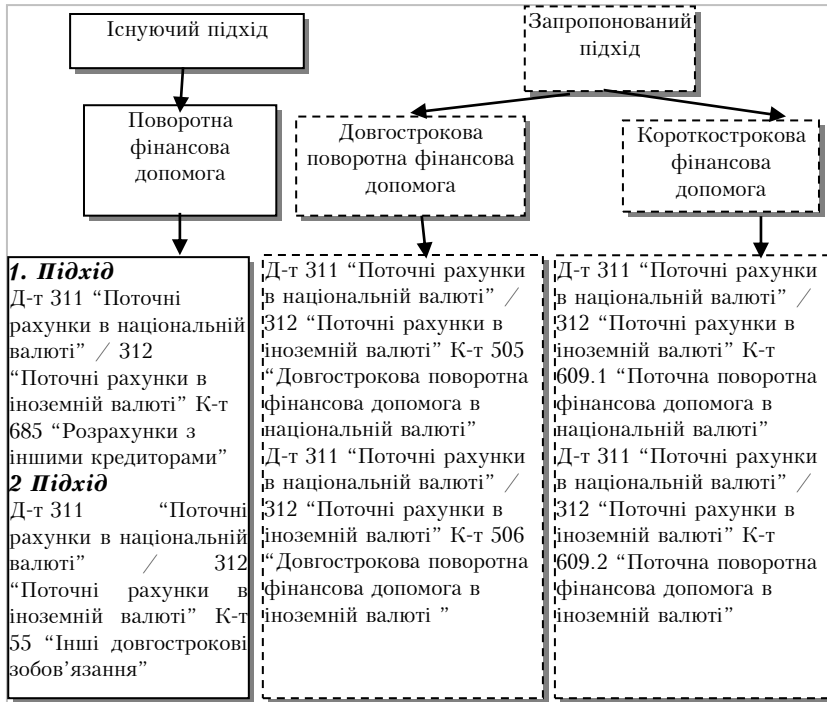 Існуючий підхід
Запропонований
підхід
Поворотна
фінансова
допомога
Довгострокова
поворотна фінансова
допомога
Короткострокова
фінансова
допомога
1. Підхід
Д-т 311 “Поточні
рахунки в національній
валюті” / 312
“Поточні рахунки в
іноземній валюті” К-т
685 “Розрахунки з
іншими кредиторами”
2 Підхід
Д-т 311 “Поточні
рахунки в національній
валюті” / 312
“Поточні рахунки в
іноземній валюті” К-т
55 “Інші довгострокові
зобов’язання”
Д-т 311 “Поточні рахунки
в національній валюті” /
312 “Поточні рахунки в
іноземній валюті” К-т 505
“Довгострокова поворотна
фінансова допомога в
національній валюті”
Д-т 311 “Поточні рахунки
в національній валюті” /
312 “Поточні рахунки в
іноземній валюті” К-т 506
“Довгострокова поворотна
фінансова допомога в
іноземній валюті ”
Д-т 311 “Поточні рахунки
в національній валюті” /
312 “Поточні рахунки в
іноземній валюті” К-т
609.1 “Поточна поворотна
фінансова допомога в
національній валюті”
Д-т 311 “Поточні рахунки
в національній валюті” /
312 “Поточні рахунки в
іноземній валюті” К-т
609.2 “Поточна поворотна
фінансова допомога в
іноземній валюті”